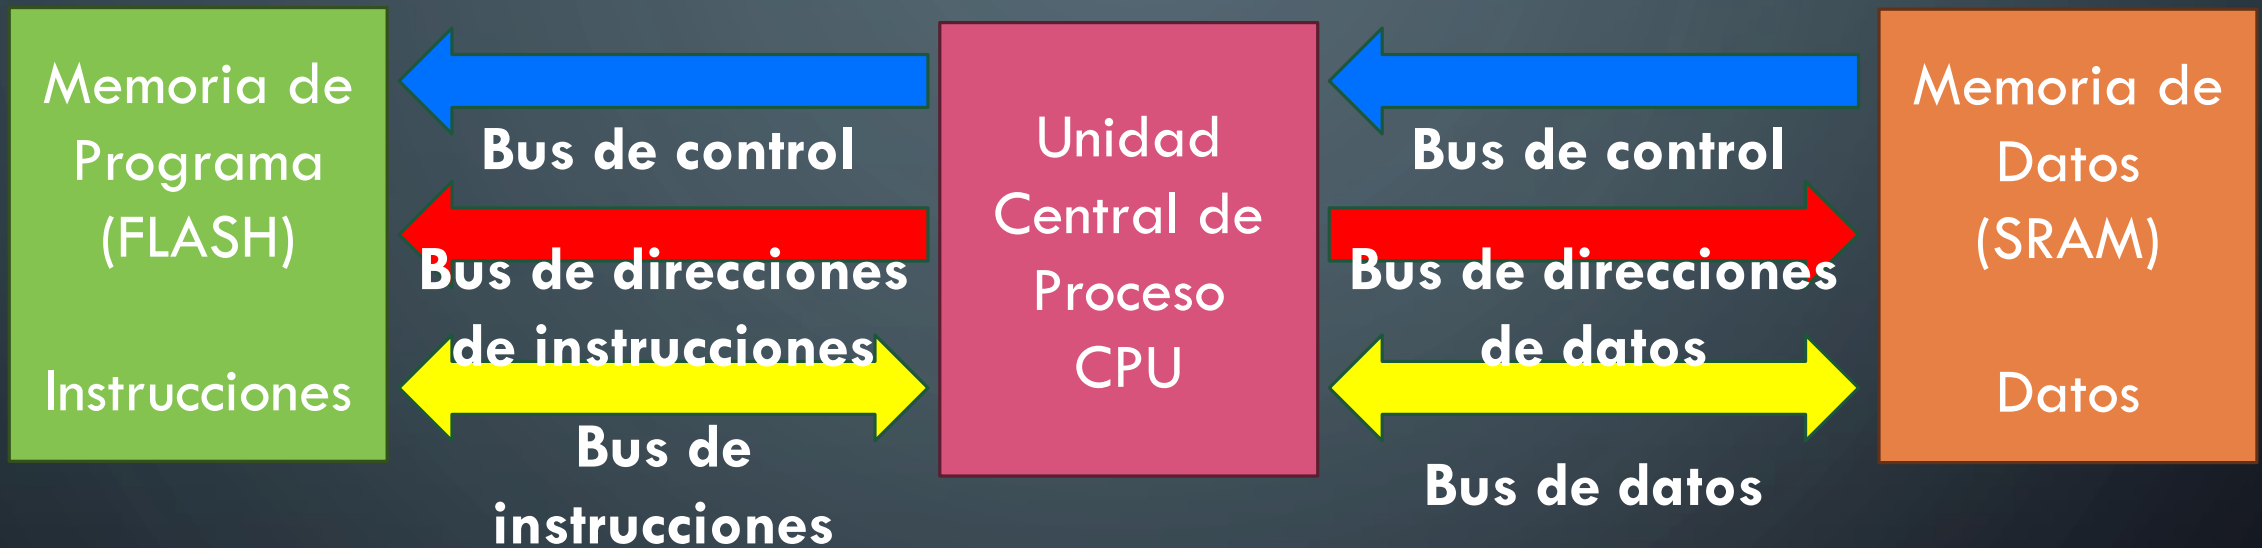 Memoria de
Programa
(FLASH)
Instrucciones
Bus de control
Bus de direcciones
de instrucciones
Bus de
instrucciones
Unidad
Central de
Proceso
CPU
Bus de control
Bus de direcciones
de datos
Bus de datos
Memoria de
Datos
(SRAM)
Datos